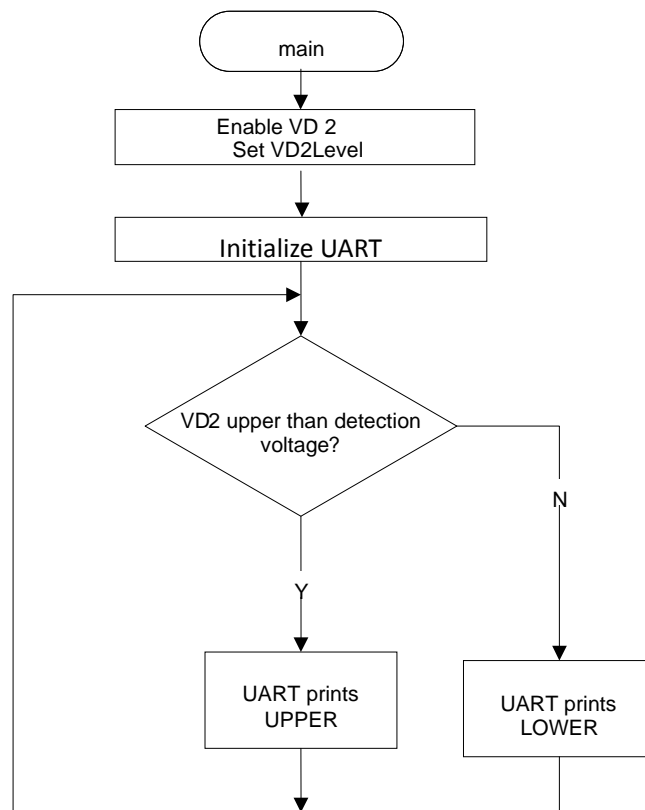 main
Enable VD 2
Set VD2Level
Initialize UART
VD2 upper than detection
voltage?
N
Y
UART prints
UPPER
UART prints
LOWER